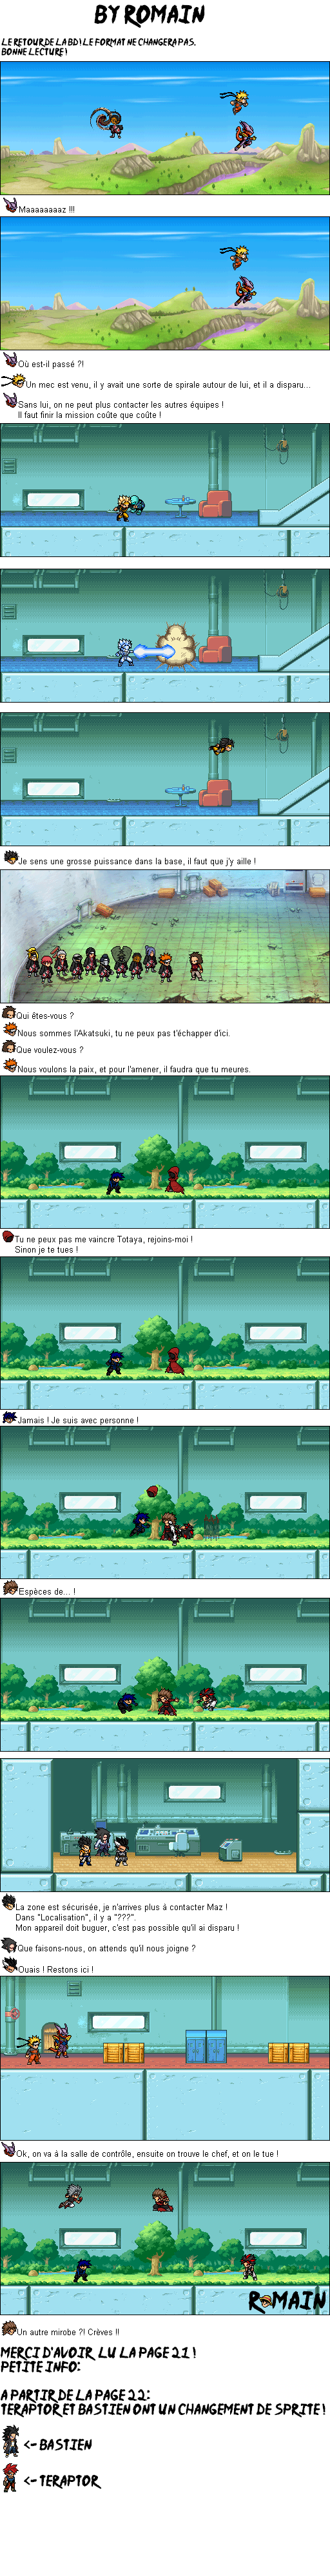 BY ROMAIN
LE RETOUR DE LA BD! LE FORMAT NE CHANGERA PAS.
BONNE LECTURE!
Maaaaaaaaz !!!
Où est-il passé ?!
Un mec est venu, il y avait une sorte de spirale autour de lui, et il a disparu...
Sans lui, on ne peut plus contacter les autres équipes !
Il faut finir la mission coûte que coûte !
Je sens une grosse puissance dans la base, il faut que j'y aille !
Qui êtes-vous ?
Nous sommes l'Akatsuki, tu ne peux pas t'échapper d'ici.
Que voulez-vous ?
Nous voulons la paix, et pour l'amener, il faudra que tu meures.
Tu ne peux pas me vaincre Totaya, rejoins-moi !
Sinon je te tues !
Jamais ! Je suis avec personne !
Espèces de... !
La zone est sécurisée, je n'arrives plus à contacter Maz !
Dans "Localisation", il y a "???".
Mon appareil doit buguer, c'est pas possible qu'il ai disparu !
Que faisons-nous, on attends qu'il nous joigne ?
Ouais ! Restons ici !
Ok, on va á la salle de contrôle, ensuite on trouve le chef, et on le tue !
ROMAIN
Un autre mirobe ?! Crèves !!
MERCI D'AVOIR LU LA PAGE 21 !
PETITE INFO:
A PARTIR DE LA PAGE 22:
TERAPTOR ET BASTIEN ONT UN CHANGEMENT DE SPRITE !
<- BASTIEN
<- TERAPTOR